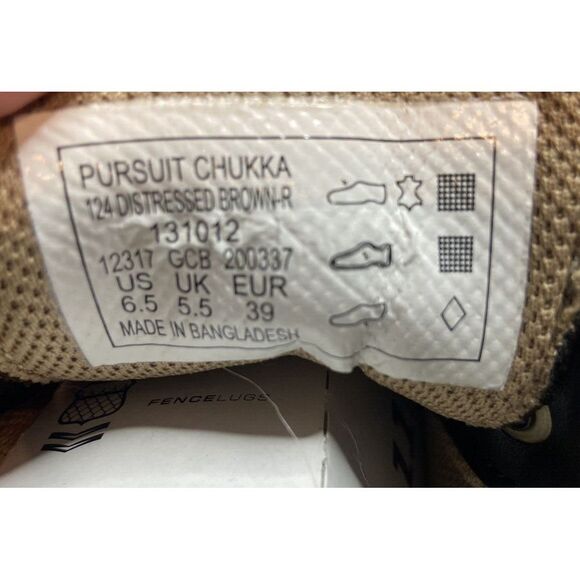 PURSUIT CHUKKA
124 DISTRESSED BROWN-R
131012
12317 GCB 200337
US UK EUR
6.5 5.5 39
MADE IN BANGLADESH
FENCELUGS